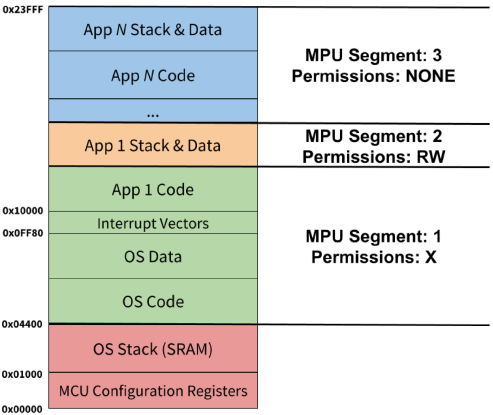 0x23FFF
App N Stack & Data
App N Code
...
MPU Segment: 3
Permissions: NONE
App 1 Stack & Data
MPU Segment: 2
Permissions: RW
App 1 Code
0x10000
Interrupt Vectors
0x0FF80
OS Data
OS Code
MPU Segment: 1
Permissions: X
0x04400
OS Stack (SRAM)
0x01000
MCU Configuration Registers
0x00000